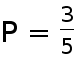 P = 3/5